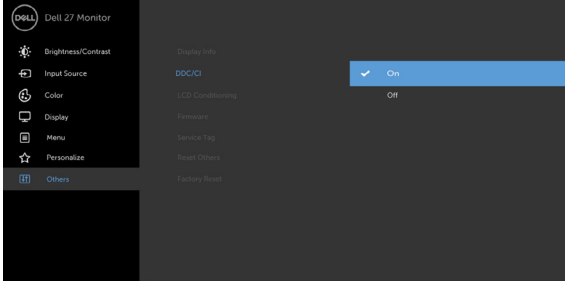 DELL Dell 27 Monitor
Brightness/Contrast Display Info
Input Source DDC/CI On
Color LCD Conditioning Off
Display Firmware
Menu Service Tag
Personalize Reset Others
Others Factory Reset